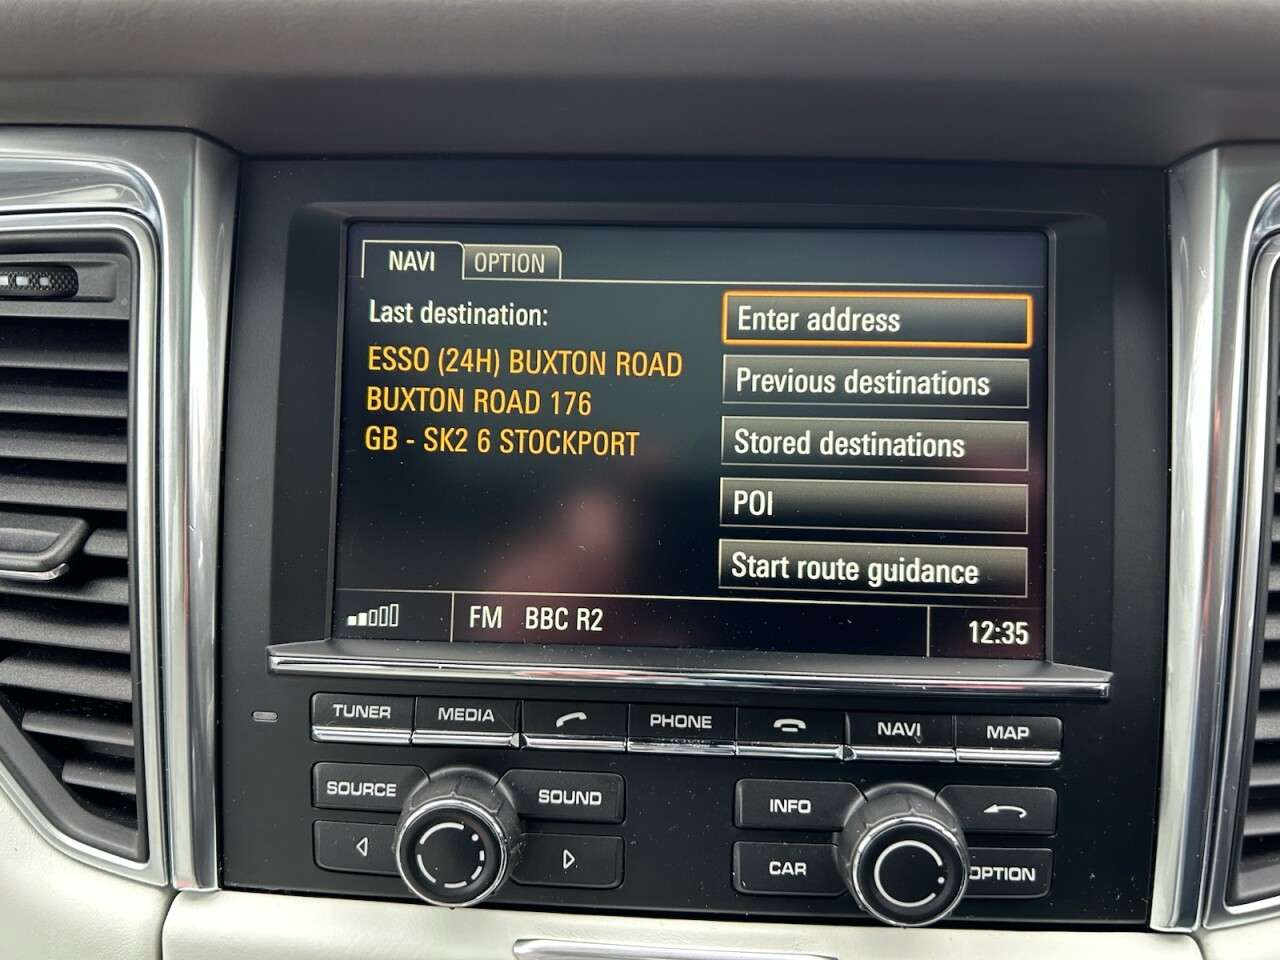 NAVI OPTION
Last destination:
ESSO (24H) BUXTON ROAD
BUXTON ROAD 176
GB - SK2 6 STOCKPORT
Enter address
Previous destinations
Stored destinations
POI
Start route guidance
FM BBC R2 12:35
TUNER MEDIA PHONE NAVI MAP
SOURCE SOUND INFO
CAR OPTION